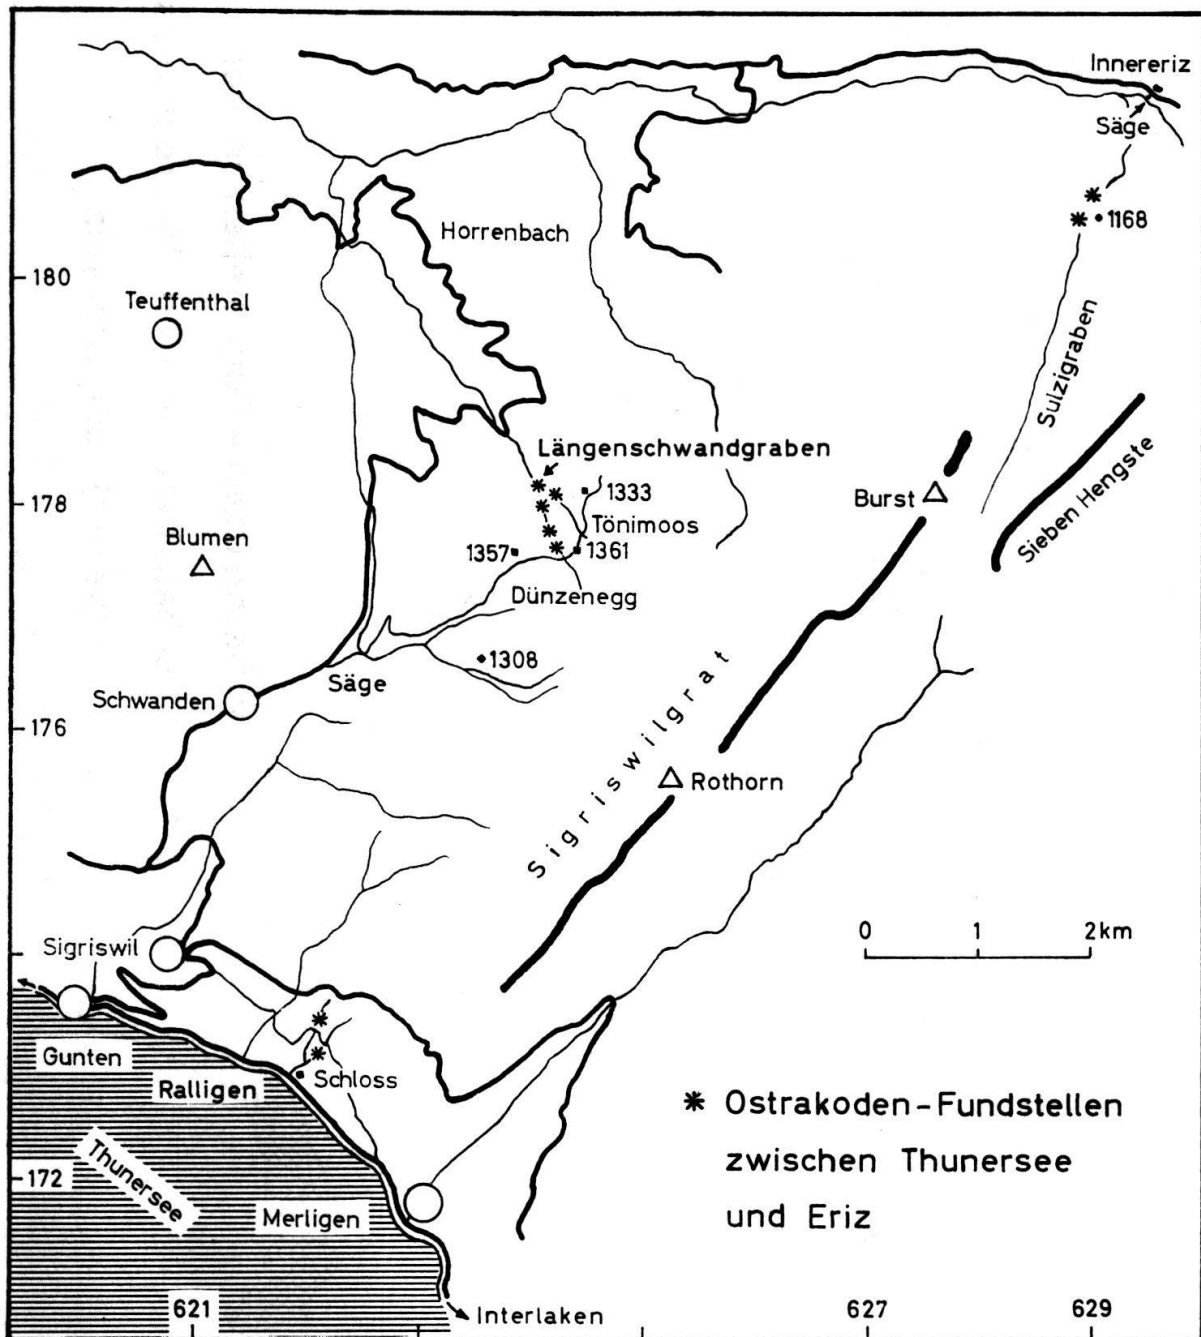 Innereriz
Säge
1168
Horrenbach
180
Teuffenthal
Sulzigraben
Längenschwandgraben
1333
Burst
178
Tönimoos
Sieben Hengste
Blumen
1357
1361
Dünzenegg
1308
Säge
Schwanden
176
Sigriswilgrat
Rothorn
0 1 2km
Sigriswil
Gunten
Ralligen
Schloss
* Ostrakoden-Fundstellen
zwischen Thunersee
und Eriz
Thunersee
172
Merligen
621
Interlaken
627
629